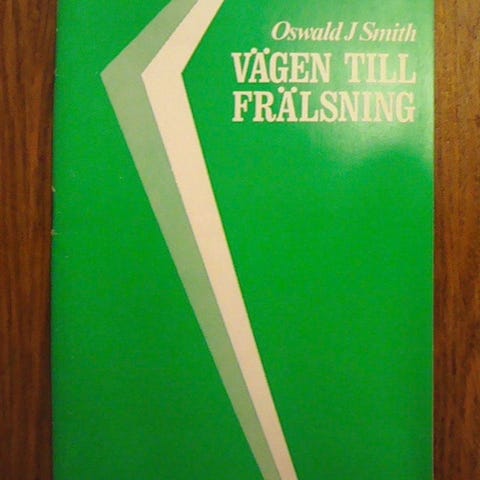 Oswald J Smith
VÄGEN TILL
FRÄLSNING